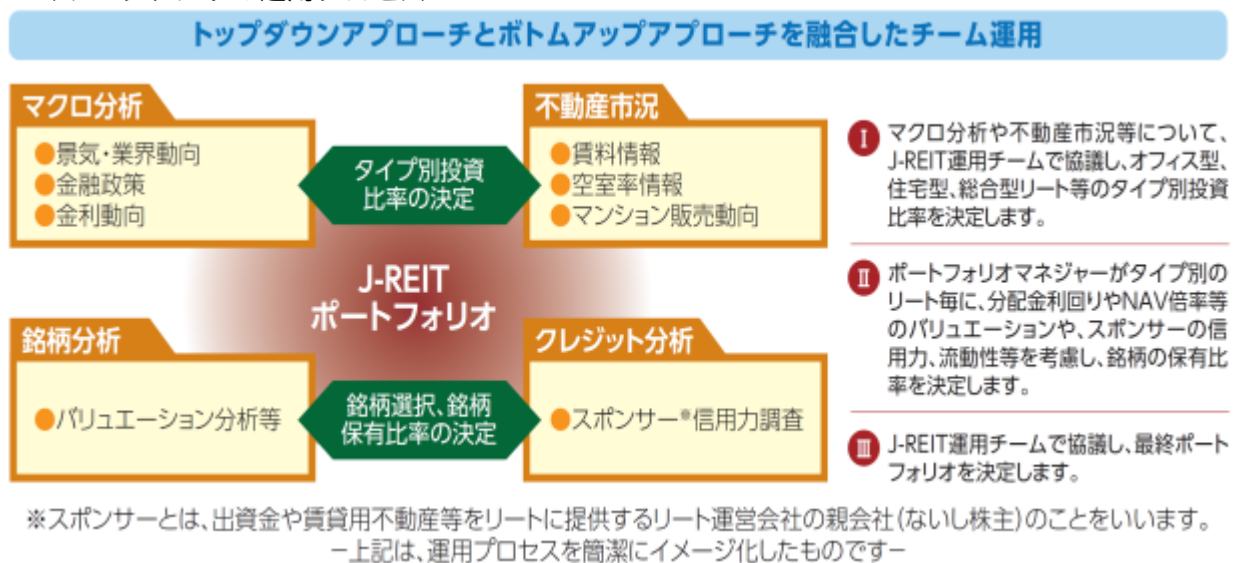 トップダウンアプローチとボトムアップアプローチを融合したチーム運用
マクロ分析
●景気・業界動向
●金融政策
●金利動向
タイプ別投資
比率の決定
不動産市況
●賃料情報
●空室率情報
●マンション販売動向
J-REIT
ポートフォリオ
銘柄分析
●バリュエーション分析等
銘柄選択、銘柄
保有比率の決定
クレジット分析
●スポンサー※信用力調査
Ⅰ マクロ分析や不動産市況等について、
J-REIT運用チームで協議し、オフィス型、
住宅型、総合型リート等のタイプ別投資
比率を決定します。
Ⅱ ポートフォリオマネジャーがタイプ別の
リート毎に、分配金利回りやNAV倍率等
のバリュエーションや、スポンサーの信
用力、流動性等を考慮し、銘柄の保有比
率を決定します。
Ⅲ J-REIT運用チームで協議し、最終ポート
フォリオを決定します。
※スポンサーとは、出資金や賃貸用不動産等をリートに提供するリート運営会社の親会社(ないし株主)のことをいいます。
－上記は、運用プロセスを簡潔にイメージ化したものです－